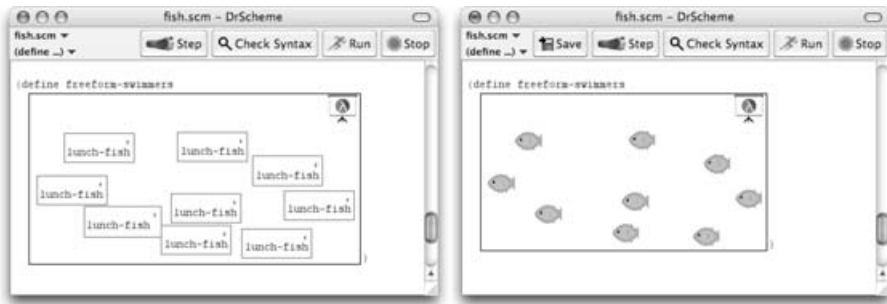 fish.scm – DrScheme
fish.scm
(define ...)
Step
Check Syntax
Run
Stop
(define freeform-swimmers
' lunch-fish
' lunch-fish
' lunch-fish
' lunch-fish
' lunch-fish
' lunch-fish
' lunch-fish
' lunch-fish
' lunch-fish
)
fish.scm – DrScheme
fish.scm
(define ...)
Save
Step
Check Syntax
Run
Stop
(define freeform-swimmers
)